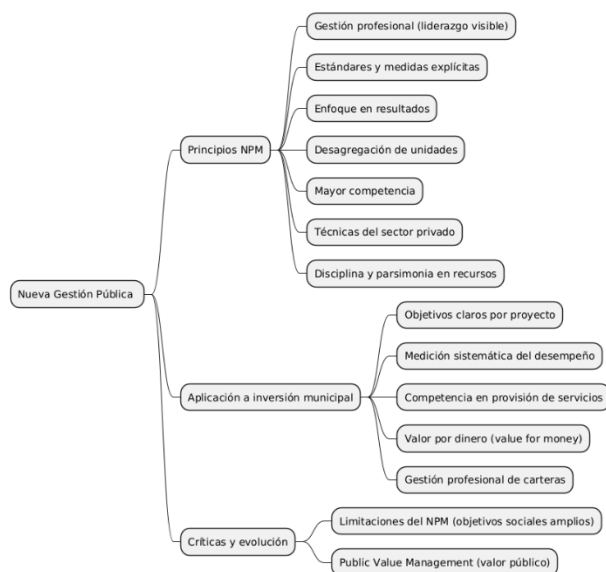 Nueva Gestión Pública
Principios NPM
Gestión profesional (liderazgo visible)
Estándares y medidas explícitas
Enfoque en resultados
Desagregación de unidades
Mayor competencia
Técnicas del sector privado
Disciplina y parsimonia en recursos
Aplicación a inversión municipal
Objetivos claros por proyecto
Medición sistemática del desempeño
Competencia en provisión de servicios
Valor por dinero (value for money)
Gestión profesional de carteras
Críticas y evolución
Limitaciones del NPM (objetivos sociales amplios)
Public Value Management (valor público)